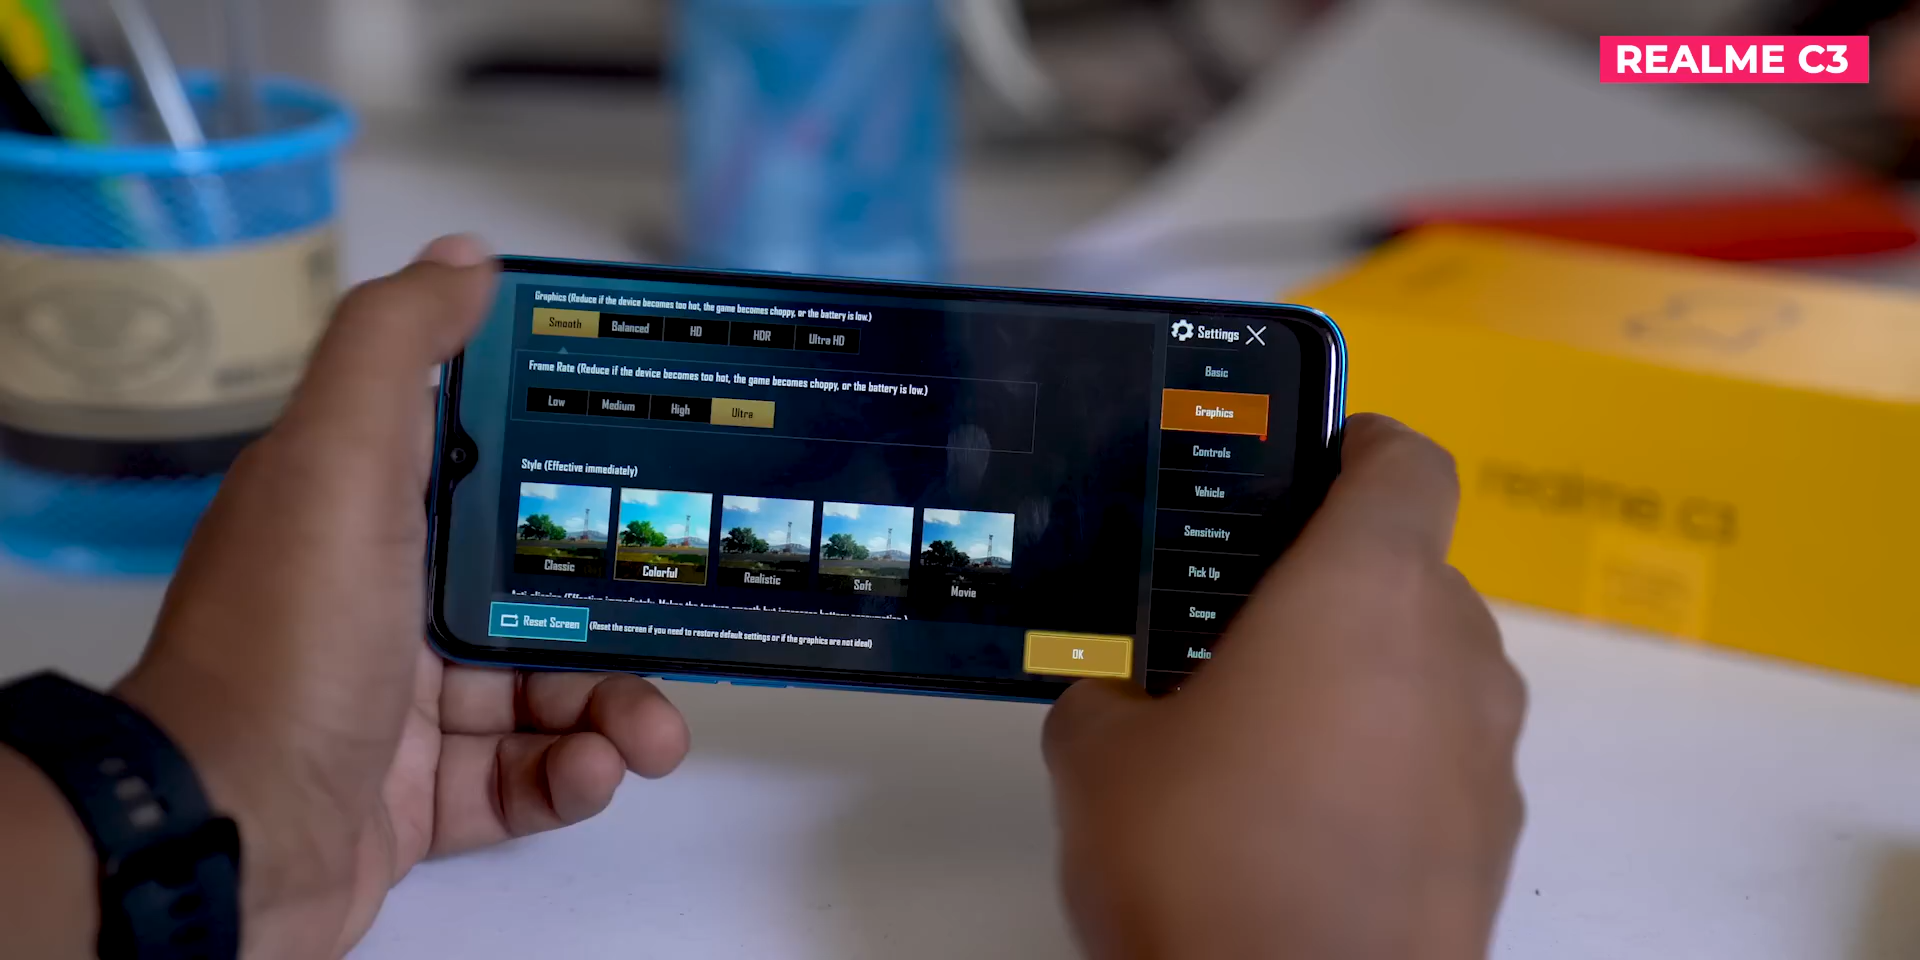 REALME C3
Graphics (Reduce if the device becomes too hot, the game becomes choppy, or the battery is low.)
Smooth Balanced HD HDR Ultra HD
Frame Rate (Reduce if the device becomes too hot, the game becomes choppy, or the battery is low.)
Low Medium High Ultra
Style (Effective immediately)
Classic Colorful Realistic Soft Movie
Reset Screen (Reset the screen if you need to restore default settings or if the graphics are not ideal)
OK
Settings
Basic
Graphics
Controls
Vehicle
Sensitivity
Pick Up
Scope
Audio
realme C3